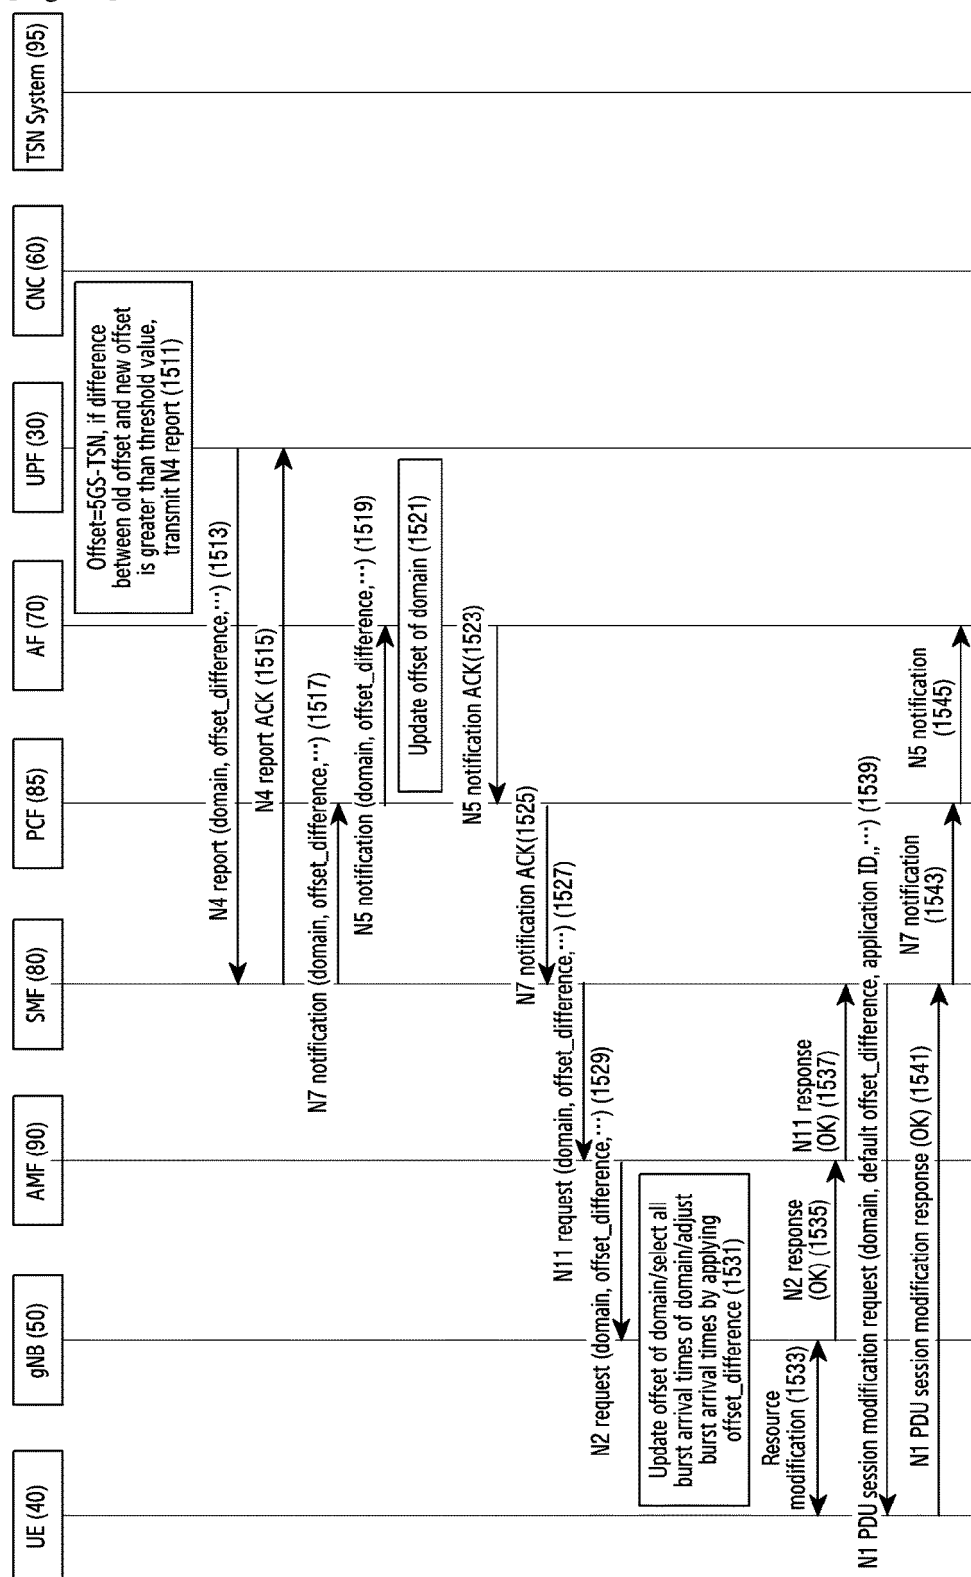 UE (40)
gNB (50)
AMF (90)
SMF (80)
PCF (85)
AF (70)
UPF (30)
CNC (60)
TSN System (95)
Offset=5GS-TSN, if difference
between old offset and new offset
is greater than threshold value,
transmit N4 report (1511)
N4 report (domain, offset_difference,···) (1513)
N4 report ACK (1515)
N7 notification (domain, offset_difference,···) (1517)
N5 notification (domain, offset_difference,···) (1519)
Update offset of domain (1521)
N5 notification ACK(1523)
N7 notification ACK(1525)
N11 request (domain, offset_difference,···) (1527)
N2 request (domain, offset_difference,···) (1529)
Update offset of domain/select all
burst arrival times of domain/adjust
burst arrival times by applying
offset_difference (1531)
Resource
modification (1533)
N2 response
(OK) (1535)
N11 response
(OK) (1537)
N1 PDU session modification request (domain, default offset_difference, application ID,,···) (1539)
N1 PDU session modification response (OK) (1541)
N7 notification
(1543)
N5 notification
(1545)